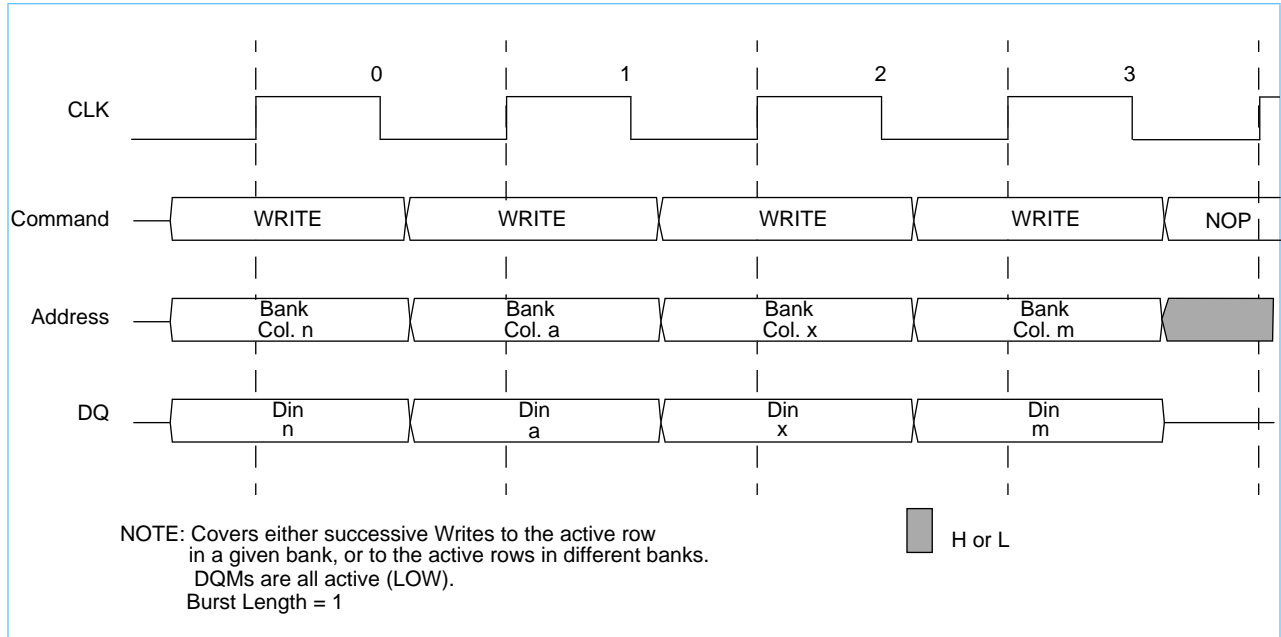 0 1 2 3
CLK
Command WRITE WRITE WRITE WRITE NOP
Address
Bank Bank Bank Bank
Col. n Col. a Col. x Col. m
DQ
Din Din Din Din
n a x m
NOTE: Covers either successive Writes to the active row
in a given bank, or to the active rows in different banks.
DQMs are all active (LOW).
Burst Length = 1
H or L